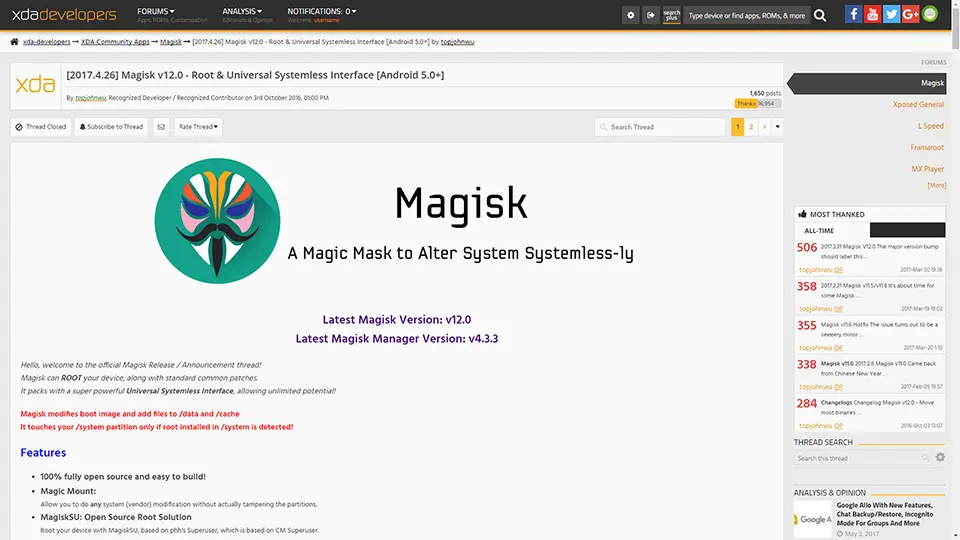 xdadevelopers
FORUMS
Apps, ROMs, Customization
ANALYSIS
Editorials & Opinion
NOTIFICATIONS: 0
Welcome, username
search
plus
Type device or find apps, ROMs, & more
xda-developers → XDA Community Apps → Magisk → [2017.4.26] Magisk v12.0 - Root & Universal Systemless Interface [Android 5.0+] by topjohnwu
xda
[2017.4.26] Magisk v12.0 - Root & Universal Systemless Interface [Android 5.0+]
By topjohnwu, Recognized Developer / Recognized Contributor on 3rd October 2016, 01:00 PM
1,650 posts
Thanks: 16,954
Thread Closed
Subscribe to Thread
Rate Thread
Search Thread
1
2
Magisk
A Magic Mask to Alter System Systemless-ly
Latest Magisk Version: v12.0
Latest Magisk Manager Version: v4.3.3
Hello, welcome to the official Magisk Release / Announcement thread!
Magisk can ROOT your device, along with standard common patches.
It packs with a super powerful Universal Systemless Interface, allowing unlimited potential!
Magisk modifies boot image and add files to /data and /cache
It touches your /system partition only if root installed in /system is detected!
Features
• 100% fully open source and easy to build!
• Magic Mount:
Allow you to do any system (vendor) modification without actually tampering the partitions.
• MagiskSU: Open Source Root Solution
Root your device with MagiskSU, based on phh's Superuser, which is based on CM Superuser.
FORUMS
Magisk
Xposed General
L Speed
Framaroot
MX Player
[More]
MOST THANKED
ALL-TIME
506
2017.3.31 Magisk V12.0 The major version bump
should label this ...
topjohnwu OP
2017-Mar-30 19:36
358
2017.3.21 Magisk v11.5/v11.6 It's about time for
some Magisk ...
topjohnwu OP
2017-Mar-19 19:02
355
Magisk v11.6 Hotfix The issue turns out to be a
veeeery minor ...
topjohnwu OP
2017-Mar-20 1:10
338
Magisk v11.0 2017.2.6 Magisk v11.0 Came back
from Chinese New Year ...
topjohnwu OP
2017-Feb-05 19:57
284
Changelogs Changelog Magisk v12.0 - Move
most binaries ...
topjohnwu OP
2016-Oct-03 13:07
THREAD SEARCH
Search this thread
ANALYSIS & OPINION
Google A
Google Allo With New Features,
Chat Backup/Restore, Incognito
Mode For Groups And More
May 3, 2017